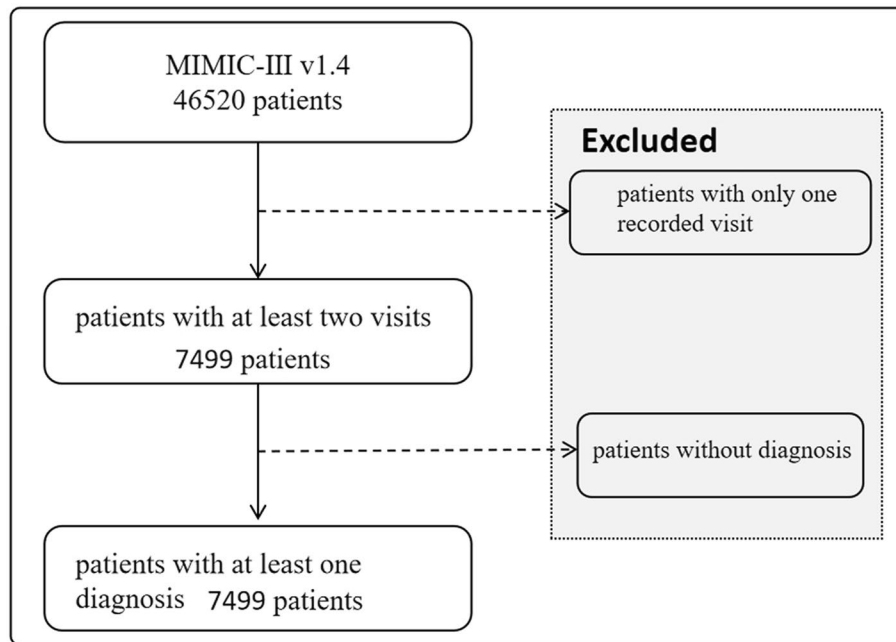 MIMIC-III v1.4
46520 patients
Excluded
patients with only one
recorded visit
patients with at least two visits
7499 patients
patients without diagnosis
patients with at least one
diagnosis 7499 patients